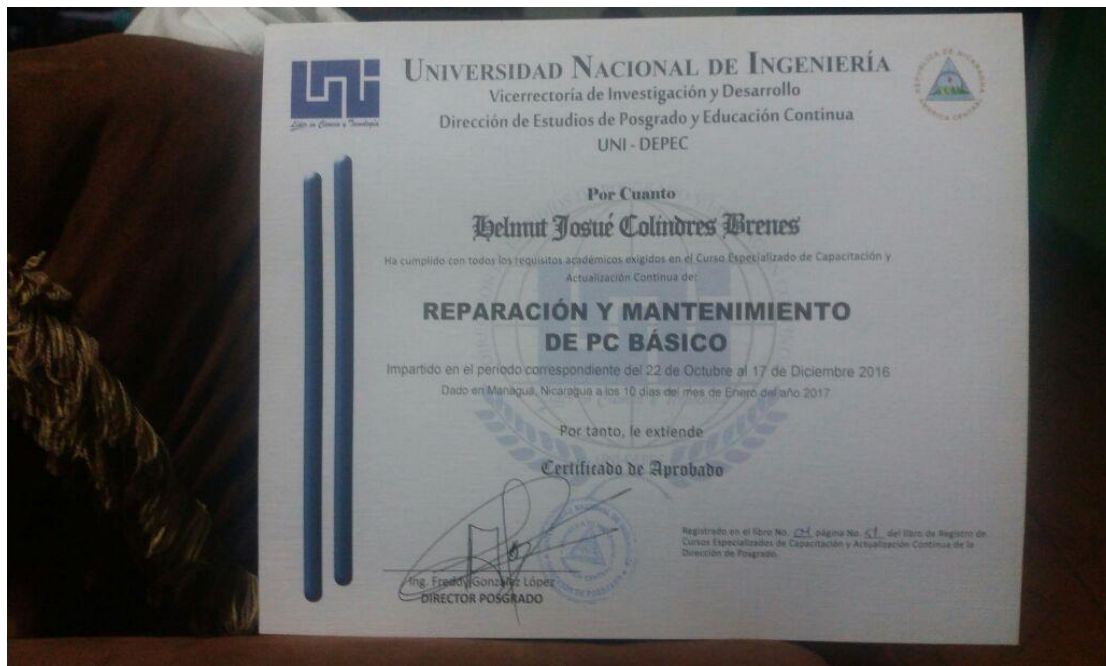 UNIVERSIDAD NACIONAL DE INGENIERÍA
Vicerrectoría de Investigación y Desarrollo
Dirección de Estudios de Posgrado y Educación Continua
UNI - DEPEC
Líder en Ciencia y Tecnología
Por Cuanto
Helmut Josué Colindres Brenes
Ha cumplido con todos los requisitos académicos exigidos en el Curso Especializado de Capacitación y
Actualización Continua de:
REPARACIÓN Y MANTENIMIENTO
DE PC BÁSICO
Impartido en el período correspondiente del 22 de Octubre al 17 de Diciembre 2016
Dado en Managua, Nicaragua a los 10 días del mes de Enero del año 2017
Por tanto, le extiende
Certificado de Aprobado
Registrado en el libro No. página No. del libro de Registro de
Cursos Especializados de Capacitación y Actualización Continua de la
Dirección de Posgrado.
Ing. Freddy González López
DIRECTOR POSGRADO